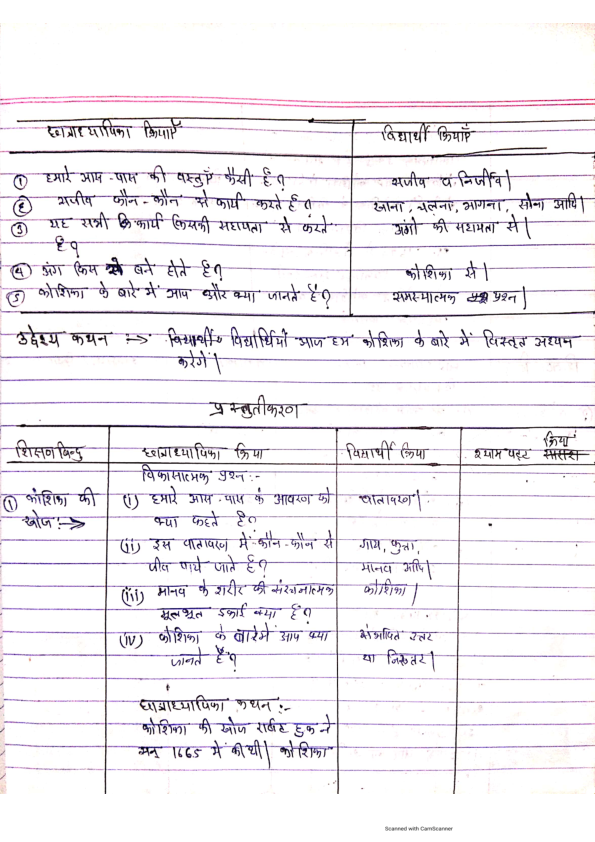 छात्राध्यापिका क्रियाएँ
विद्यार्थी क्रियाएँ
① हमारे आप-पास की वस्तुएँ कैसी हैं?
सजीव व निर्जीव|
② सजीव कौन-कौन से कार्य करते हैं?
खाना, चलना, भागना, सोना आदि|
③ यह सभी कार्य किसकी सहायता से करते
अंगों की सहायता से|
हैं?
④ अंग किस से बने होते हैं?
कोशिका से|
⑤ कोशिका के बारे में आप और क्या जानते हैं?
समस्यात्मक प्रश्न|
उद्देश्य कथन => विद्यार्थियों आज हम कोशिका के बारे में विस्तृत अध्ययन
करेगें|
प्रस्तुतीकरण
शिक्षण बिन्दु
छात्राध्यापिका क्रिया
विद्यार्थी क्रिया
श्यामपट्ट क्रिया
विकासात्मक प्रश्न :-
① कोशिका की
खोज :->
(i) हमारे आस-पास के आवरण को
क्या कहते हैं?
वातावरण|
(ii) इस वातावरण में कौन-कौन से
जीव पाये जाते हैं?
गाय, कुत्ता,
मानव आदि|
(iii) मानव के शरीर की संरचनात्मक
मूलभूत इकाई क्या है?
कोशिका|
(iv) कोशिका के बारे में आप क्या
जानते हैं?
संभावित उत्तर
या निरुत्तर|
छात्राध्यापिका कथन :-
कोशिका की खोज राबर्ट हुक ने
सन् 1665 में की थी| कोशिका
Scanned with CamScanner